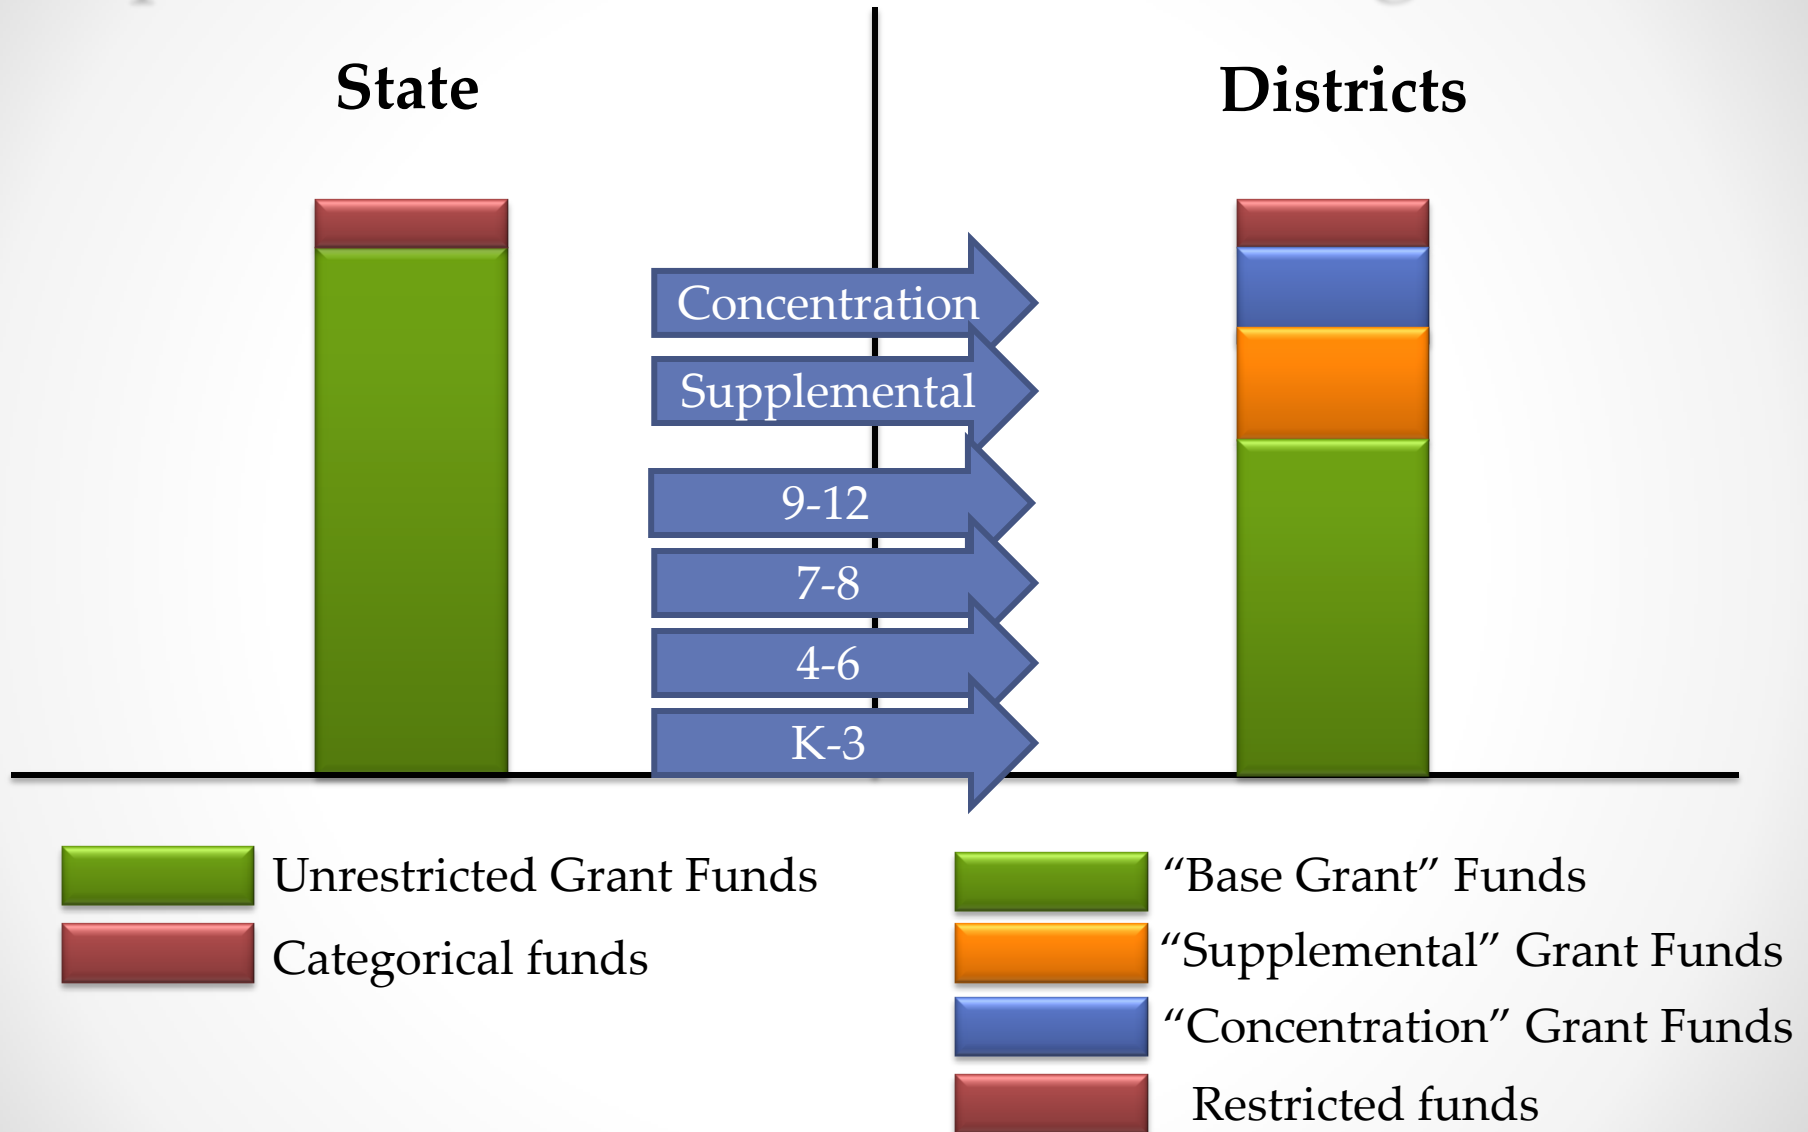 State
Districts
Concentration
Supplemental
9-12
7-8
4-6
K-3
Unrestricted Grant Funds
Categorical funds
“Base Grant” Funds
“Supplemental” Grant Funds
“Concentration” Grant Funds
Restricted funds